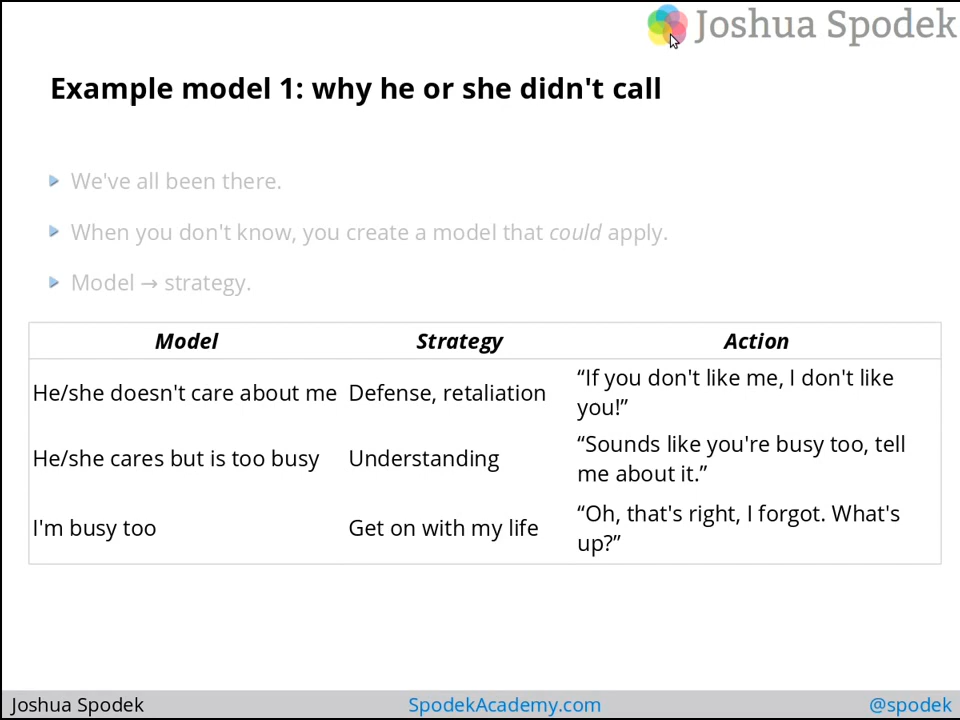 Joshua Spodek
Example model 1: why he or she didn't call
We've all been there.
When you don't know, you create a model that could apply.
Model → strategy.
Model Strategy Action
He/she doesn't care about me Defense, retaliation “If you don't like me, I don't like
you!”
He/she cares but is too busy Understanding “Sounds like you're busy too, tell
me about it.”
I'm busy too Get on with my life “Oh, that's right, I forgot. What's
up?”
Joshua Spodek SpodekAcademy.com @spodek